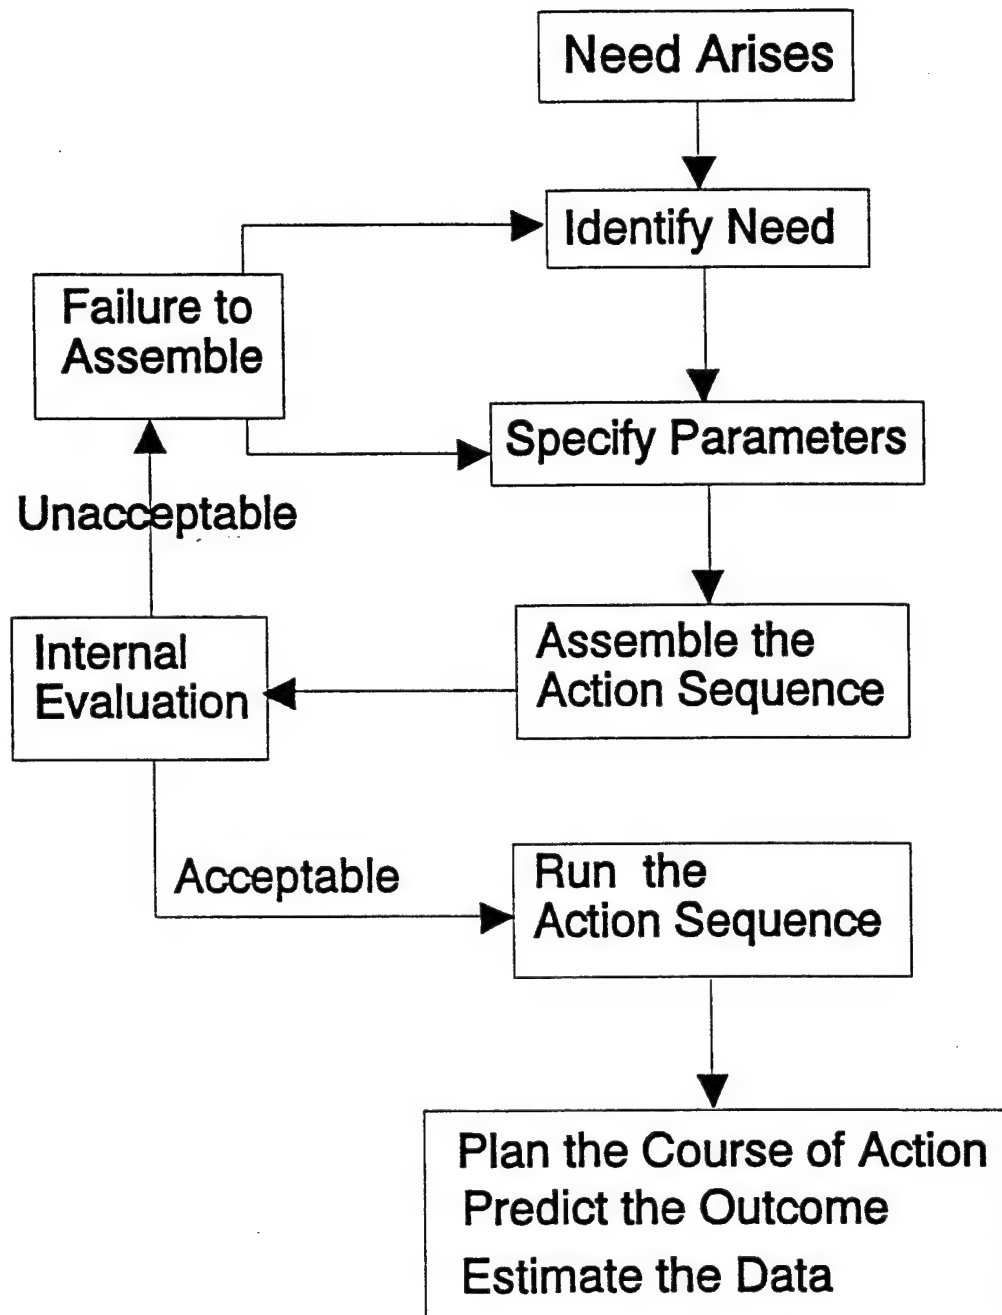 Need Arises
Identify Need
Failure to
Assemble
Specify Parameters
Unacceptable
Assemble the
Action Sequence
Internal
Evaluation
Acceptable
Run the
Action Sequence
Plan the Course of Action
Predict the Outcome
Estimate the Data